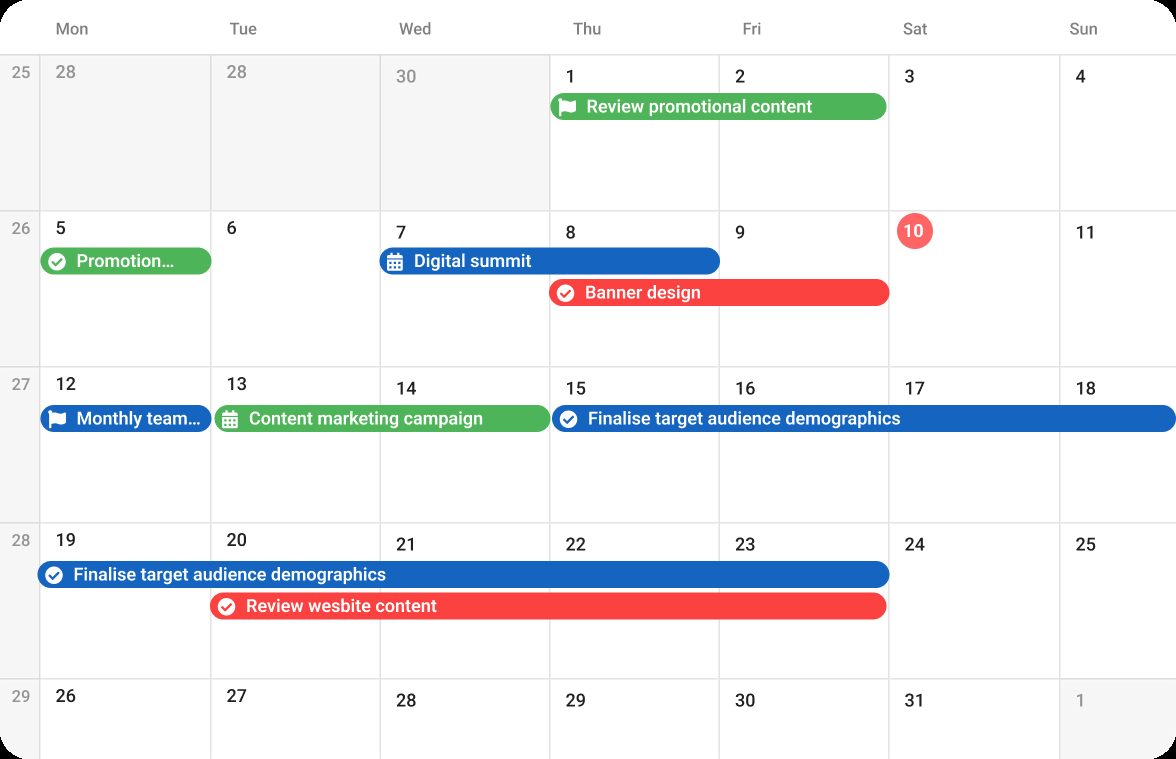 Mon Tue Wed Thu Fri Sat Sun
25 28 28 30 1 2 3 4
Review promotional content
26 5 6 7 8 9 10 11
Promotion... Digital summit
Banner design
27 12 13 14 15 16 17 18
Monthly team... Content marketing campaign Finalise target audience demographics
28 19 20 21 22 23 24 25
Finalise target audience demographics
Review wesbite content
29 26 27 28 29 30 31 1